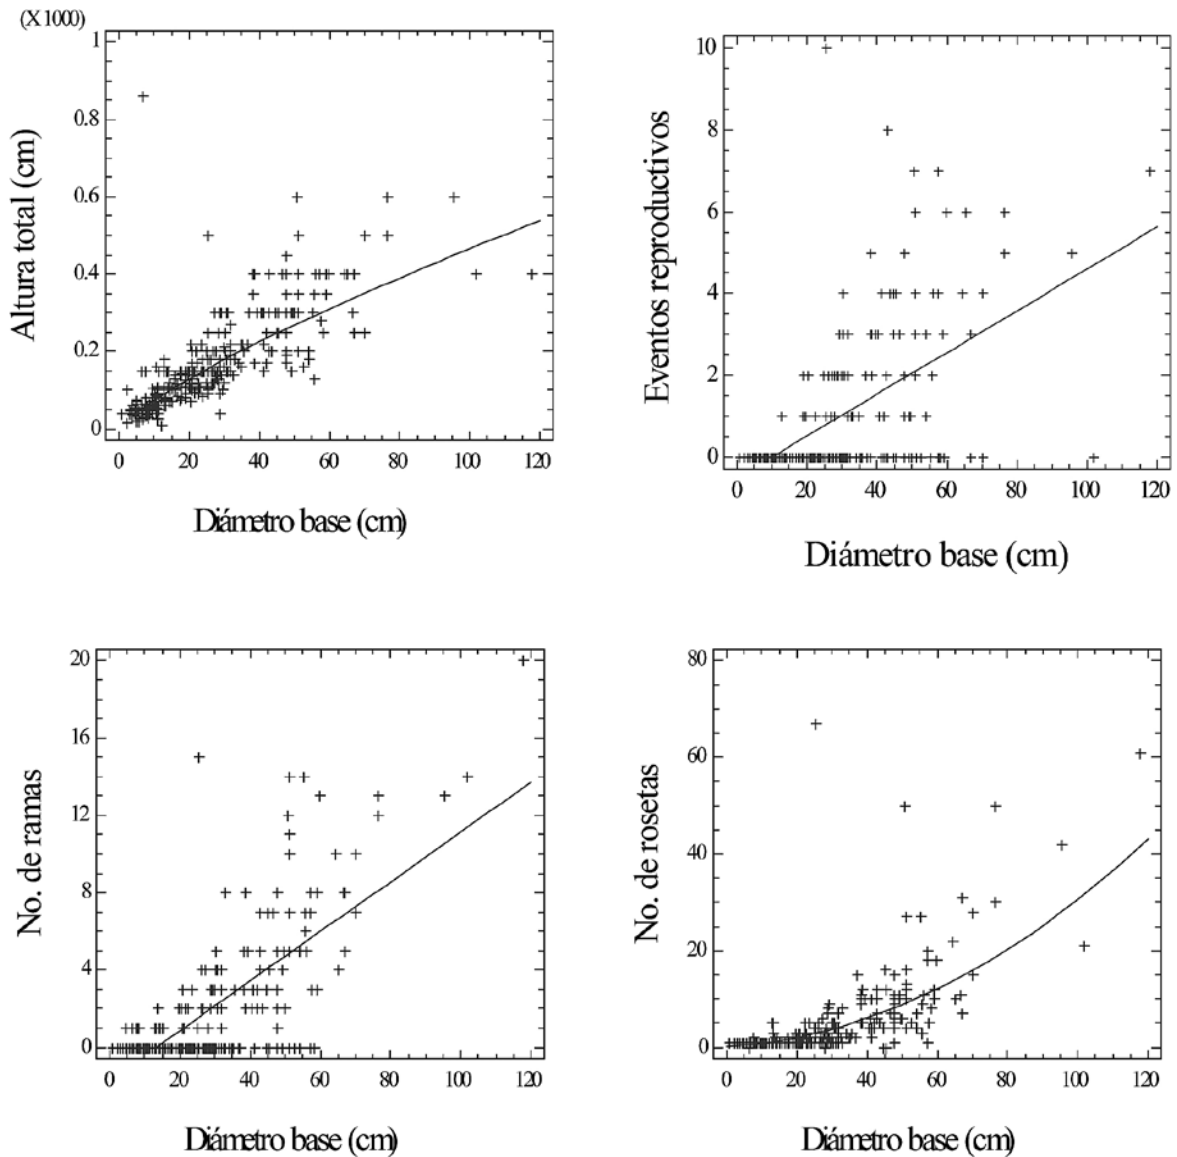 (X 1000)
1
0.8
0.6
0.4
0.2
0
Altura total (cm)
0 20 40 60 80 100 120
Diámetro base (cm)
10
8
6
4
2
0
Eventos reproductivos
0 20 40 60 80 100 120
Diámetro base (cm)
20
16
12
8
4
0
No. de ramas
0 20 40 60 80 100 120
Diámetro base (cm)
80
60
40
20
0
No. de rosetas
0 20 40 60 80 100 120
Diámetro base (cm)